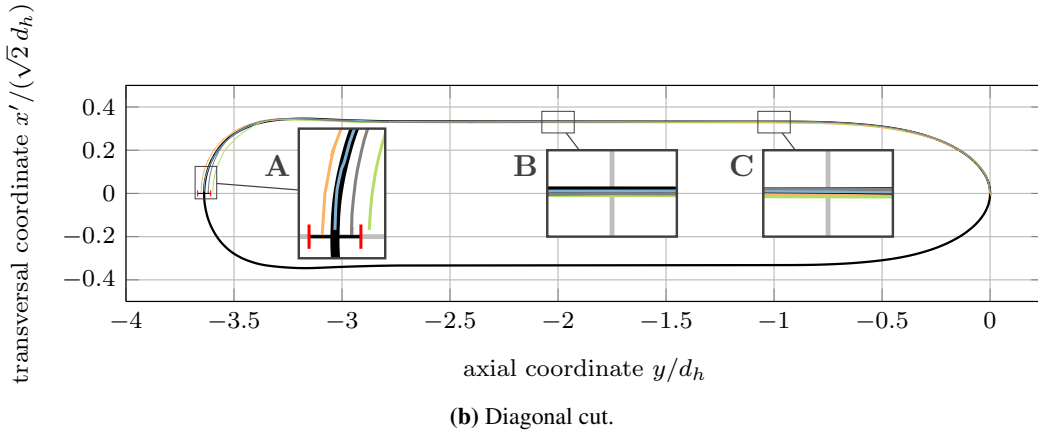 transversal coordinate x′/(√2 d_h)
0.4
0.2
0
−0.2
−0.4
A
B
C
−4 −3.5 −3 −2.5 −2 −1.5 −1 −0.5 0
axial coordinate y/d_h
(b) Diagonal cut.